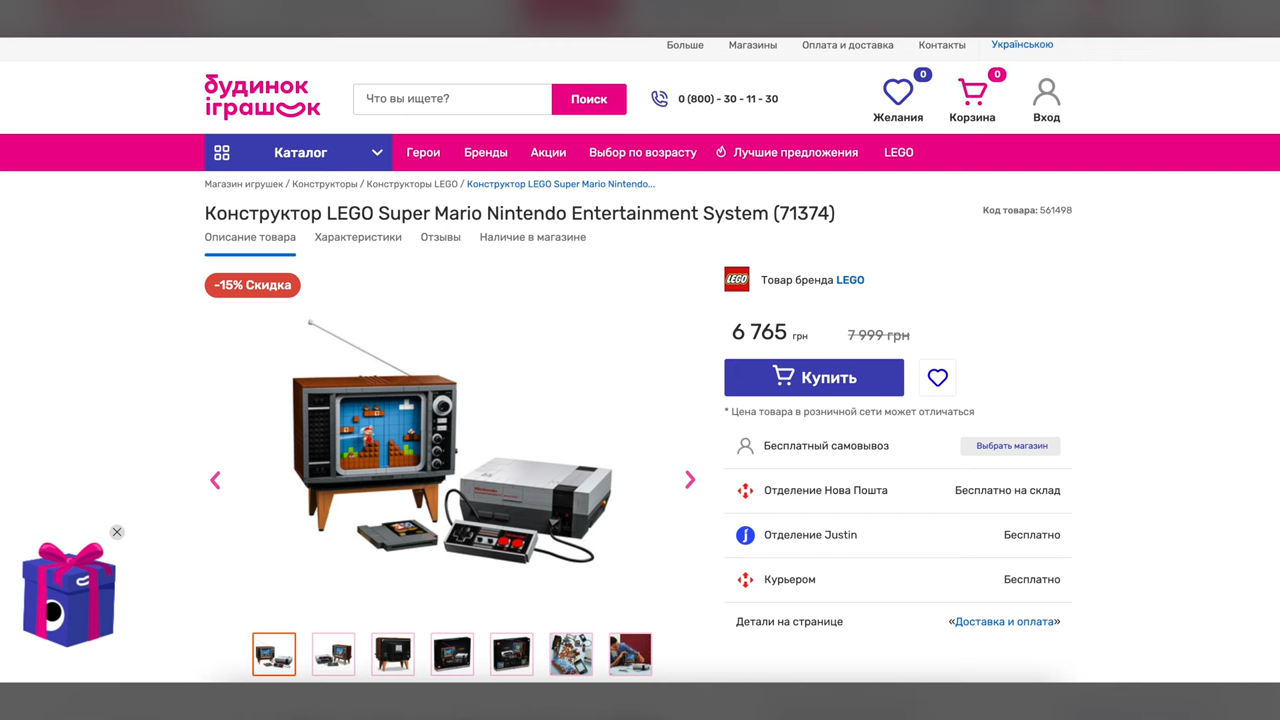 Больше Магазины Оплата и доставка Контакты Українською
будинок іграшок
Что вы ищете? Поиск 0 (800) - 30 - 11 - 30
0 0
Желания Корзина Вход
Каталог Герои Бренды Акции Выбор по возрасту Лучшие предложения LEGO
Магазин игрушек / Конструкторы / Конструкторы LEGO / Конструктор LEGO Super Mario Nintendo...
Конструктор LEGO Super Mario Nintendo Entertainment System (71374)
Код товара: 561498
Описание товара Характеристики Отзывы Наличие в магазине
-15% Скидка
LEGO Товар бренда LEGO
6 765 грн 7 999 грн
Купить
* Цена товара в розничной сети может отличаться
Бесплатный самовывоз Выбрать магазин
Отделение Нова Пошта Бесплатно на склад
Отделение Justin Бесплатно
Курьером Бесплатно
Детали на странице «Доставка и оплата»